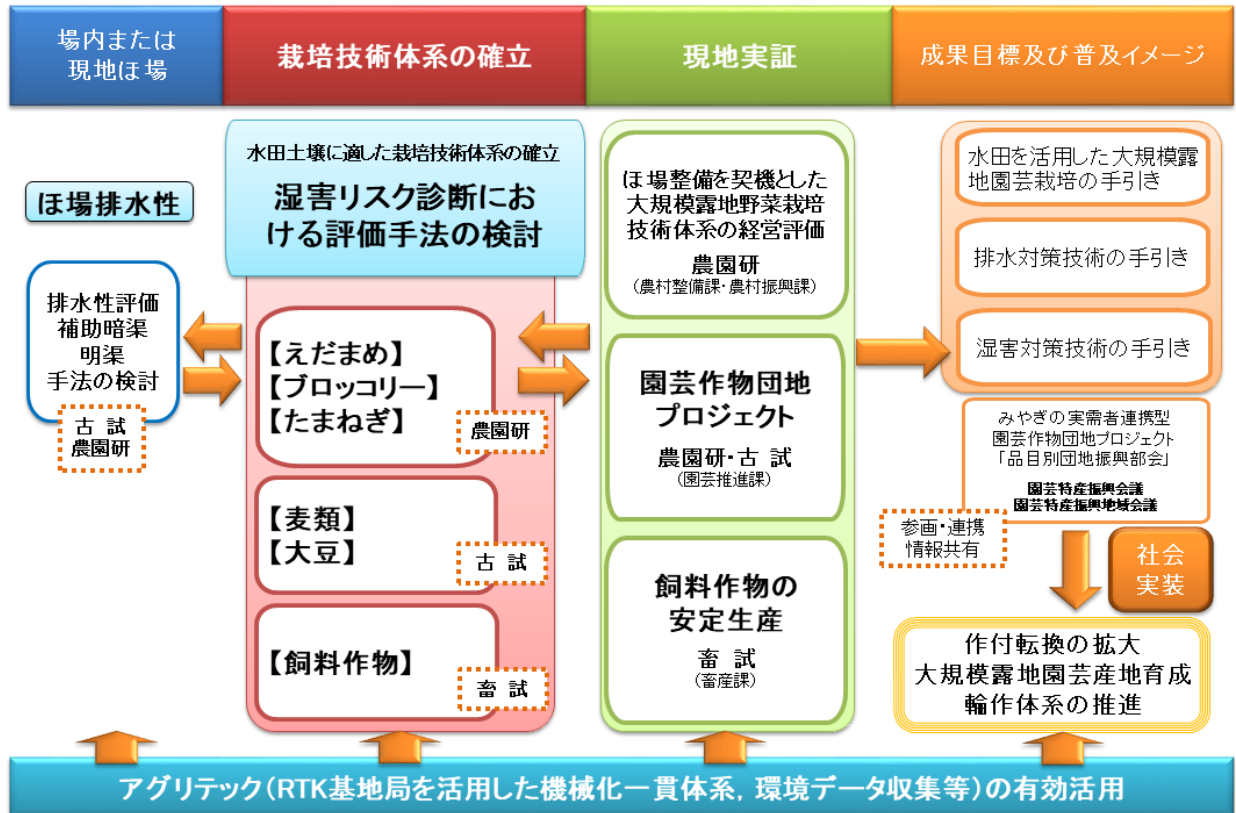 場内または
現地ほ場
栽培技術体系の確立
現地実証
成果目標及び普及イメージ
ほ場排水性
排水性評価
補助暗渠
明渠
手法の検討
古 試
農園研
水田土壌に適した栽培技術体系の確立
湿害リスク診断にお
ける評価手法の検討
【えだまめ】
【ブロッコリー】
【たまねぎ】
農園研
【麦類】
【大豆】
古 試
【飼料作物】
畜 試
ほ場整備を契機とした
大規模露地野菜栽培
技術体系の経営評価
農園研
(農村整備課・農村振興課)
園芸作物団地
プロジェクト
農園研・古 試
(園芸推進課)
飼料作物の
安定生産
畜 試
(畜産課)
水田を活用した大規模露
地園芸栽培の手引き
排水対策技術の手引き
湿害対策技術の手引き
みやぎの実需者連携型
園芸作物団地プロジェクト
「品目別団地振興部会」
園芸特産振興会議
園芸特産振興地域会議
参画・連携
情報共有
社会
実装
作付転換の拡大
大規模露地園芸産地育成
輪作体系の推進
アグリテック(RTK基地局を活用した機械化一貫体系, 環境データ収集等)の有効活用